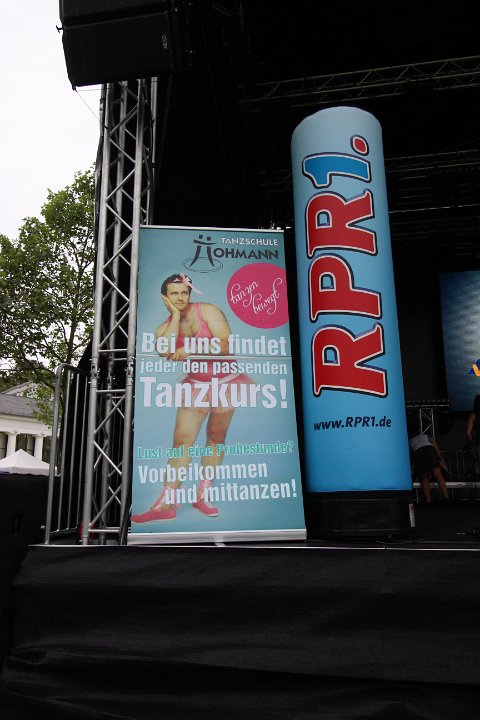 TANZSCHULE
HOHMANN
tanzen
bewegt
Bei uns findet
jeder den passenden
Tanzkurs!
Lust auf eine Probestunde?
Vorbeikommen
und mittanzen!
RPR1.
www.RPR1.de